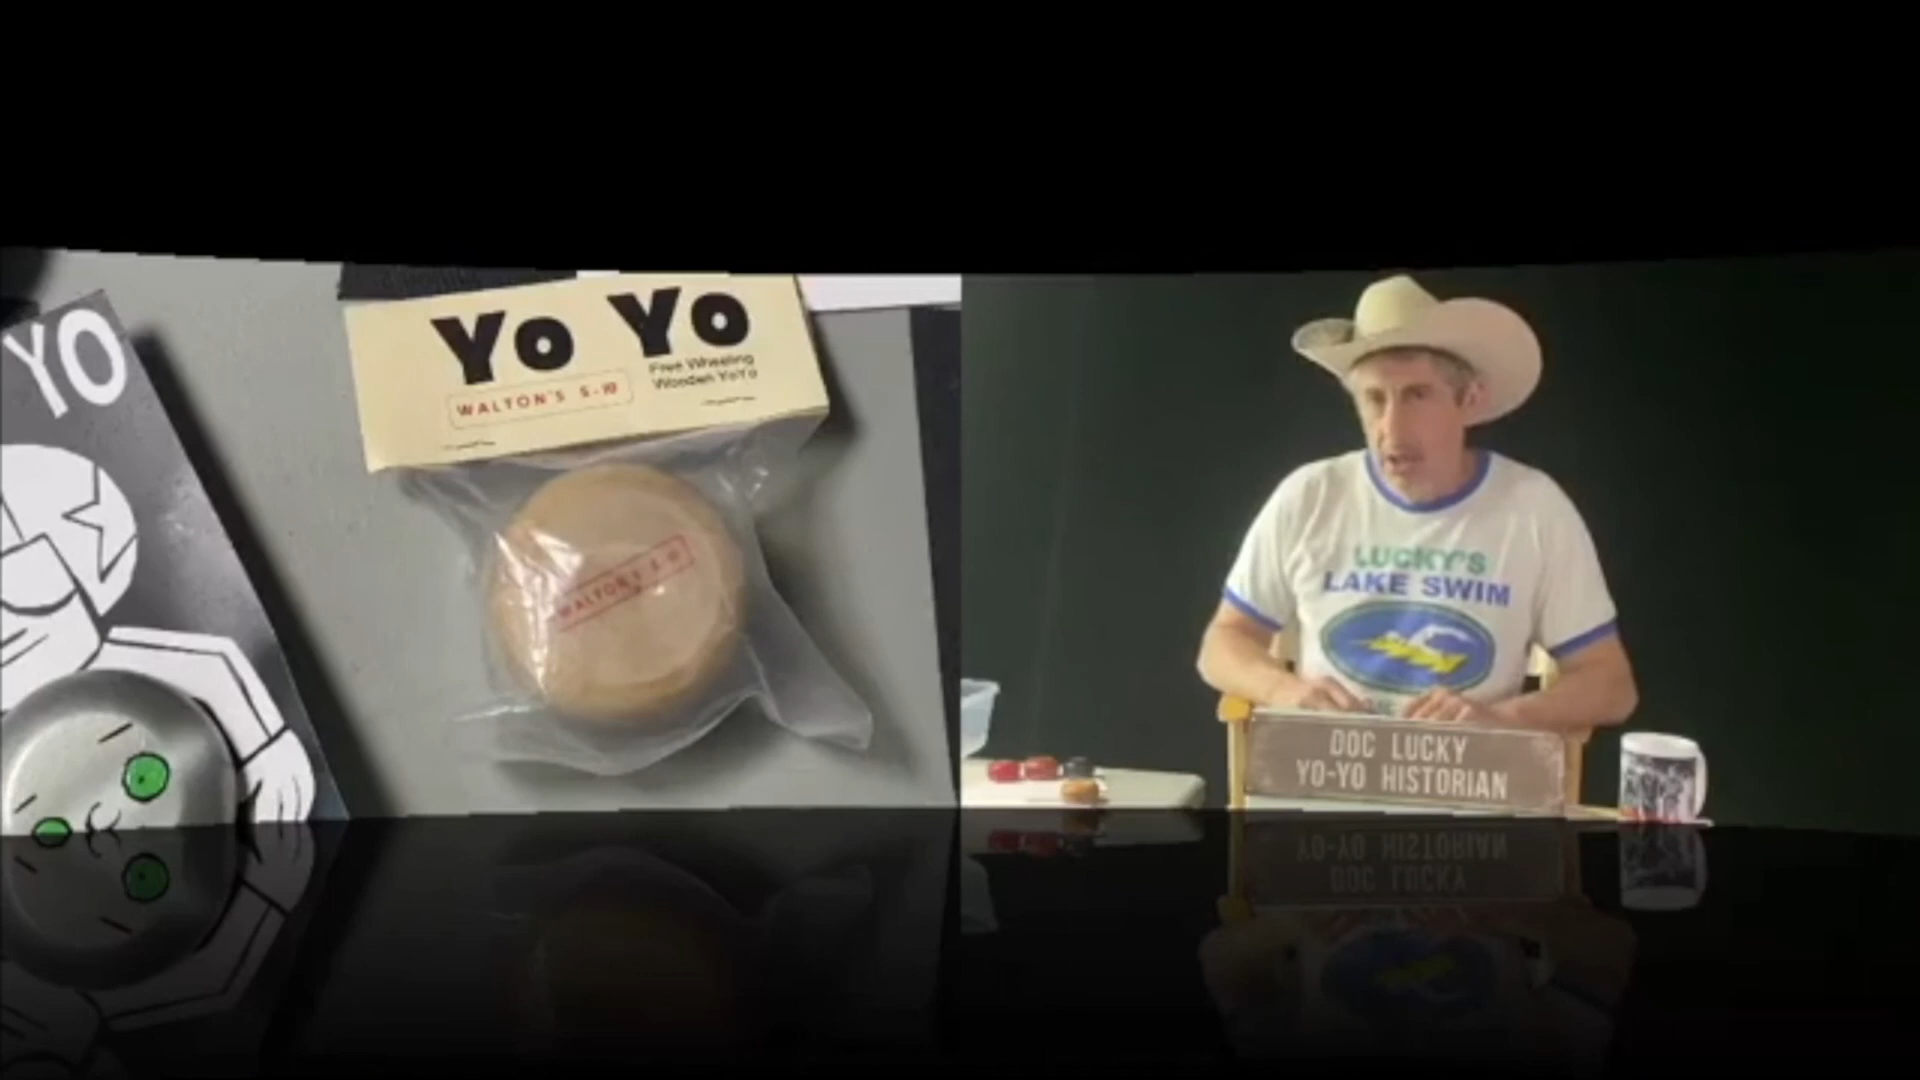 YO
Yo Yo
Free Wheeling
Wooden YoYo
WALTON'S 5-10
WALTON'S 5-10
LUCKY'S
LAKE SWIM
DOC LUCKY
YO-YO HISTORIAN